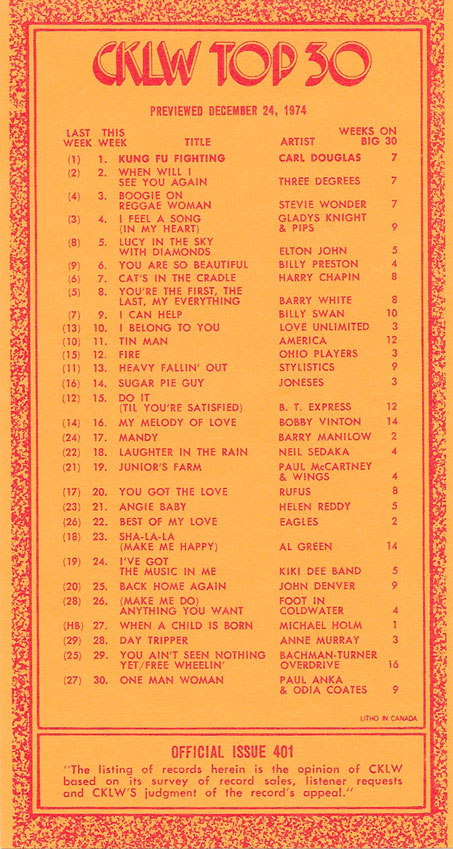 CKLW TOP 30
PREVIEWED DECEMBER 24, 1974
LAST THIS WEEKS ON
WEEK WEEK TITLE ARTIST BIG 30
(1) 1. KUNG FU FIGHTING CARL DOUGLAS 7
(2) 2. WHEN WILL I
SEE YOU AGAIN THREE DEGREES 7
(4) 3. BOOGIE ON
REGGAE WOMAN STEVIE WONDER 7
(3) 4. I FEEL A SONG GLADYS KNIGHT
(IN MY HEART) & PIPS 9
(8) 5. LUCY IN THE SKY
WITH DIAMONDS ELTON JOHN 5
(9) 6. YOU ARE SO BEAUTIFUL BILLY PRESTON 4
(6) 7. CAT'S IN THE CRADLE HARRY CHAPIN 8
(5) 8. YOU'RE THE FIRST, THE
LAST, MY EVERYTHING BARRY WHITE 8
(7) 9. I CAN HELP BILLY SWAN 10
(13) 10. I BELONG TO YOU LOVE UNLIMITED 3
(10) 11. TIN MAN AMERICA 12
(15) 12. FIRE OHIO PLAYERS 3
(11) 13. HEAVY FALLIN' OUT STYLISTICS 9
(16) 14. SUGAR PIE GUY JONESES 3
(12) 15. DO IT
(TIL YOU'RE SATISFIED) B. T. EXPRESS 12
(14) 16. MY MELODY OF LOVE BOBBY VINTON 14
(24) 17. MANDY BARRY MANILOW 2
(22) 18. LAUGHTER IN THE RAIN NEIL SEDAKA 4
(21) 19. JUNIOR'S FARM PAUL McCARTNEY
& WINGS 4
(17) 20. YOU GOT THE LOVE RUFUS 8
(23) 21. ANGIE BABY HELEN REDDY 5
(26) 22. BEST OF MY LOVE EAGLES 2
(18) 23. SHA-LA-LA
(MAKE ME HAPPY) AL GREEN 14
(19) 24. I'VE GOT
THE MUSIC IN ME KIKI DEE BAND 5
(20) 25. BACK HOME AGAIN JOHN DENVER 9
(28) 26. (MAKE ME DO) FOOT IN
ANYTHING YOU WANT COLDWATER 4
(HB) 27. WHEN A CHILD IS BORN MICHAEL HOLM 1
(29) 28. DAY TRIPPER ANNE MURRAY 3
(25) 29. YOU AIN'T SEEN NOTHING BACHMAN-TURNER
YET/FREE WHEELIN' OVERDRIVE 16
(27) 30. ONE MAN WOMAN PAUL ANKA
& ODIA COATES 9
LITHO IN CANADA
OFFICIAL ISSUE 401
"The listing of records herein is the opinion of CKLW
based on its survey of record sales, listener requests
and CKLW'S judgment of the record's appeal."